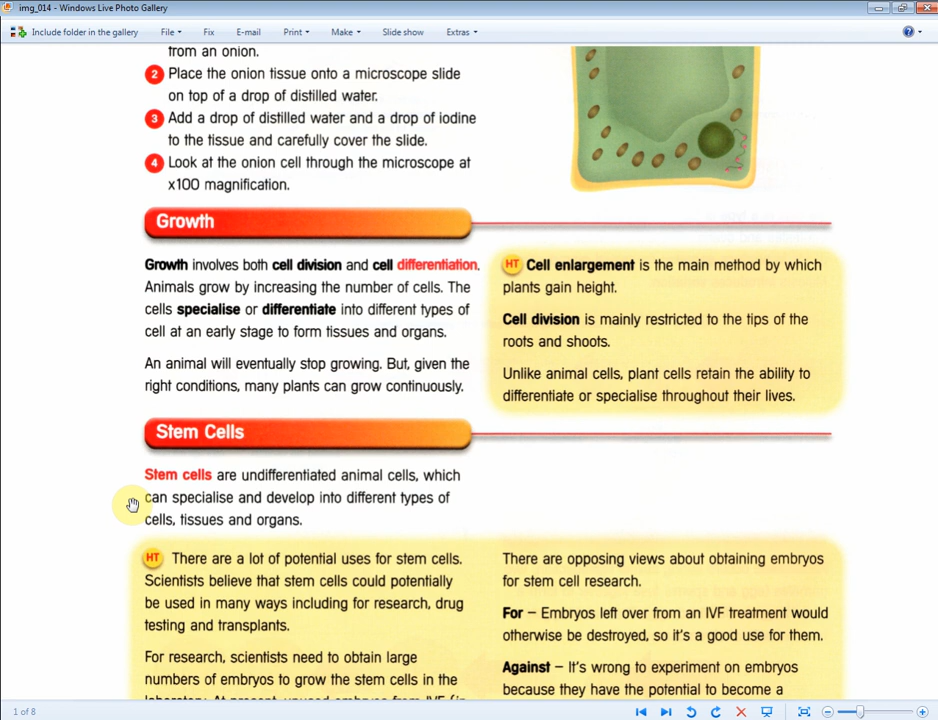 img_014 - Windows Live Photo Gallery
Include folder in the gallery File Fix E-mail Print Make Slide show Extras
from an onion.
2 Place the onion tissue onto a microscope slide
on top of a drop of distilled water.
3 Add a drop of distilled water and a drop of iodine
to the tissue and carefully cover the slide.
4 Look at the onion cell through the microscope at
x100 magnification.
Growth
Growth involves both cell division and cell differentiation.
Animals grow by increasing the number of cells. The
cells specialise or differentiate into different types of
cell at an early stage to form tissues and organs.
An animal will eventually stop growing. But, given the
right conditions, many plants can grow continuously.
HT Cell enlargement is the main method by which
plants gain height.
Cell division is mainly restricted to the tips of the
roots and shoots.
Unlike animal cells, plant cells retain the ability to
differentiate or specialise throughout their lives.
Stem Cells
Stem cells are undifferentiated animal cells, which
can specialise and develop into different types of
cells, tissues and organs.
HT There are a lot of potential uses for stem cells.
Scientists believe that stem cells could potentially
be used in many ways including for research, drug
testing and transplants.
For research, scientists need to obtain large
numbers of embryos to grow the stem cells in the
laboratory. At present, unused embryos from IVF (in
There are opposing views about obtaining embryos
for stem cell research.
For – Embryos left over from an IVF treatment would
otherwise be destroyed, so it's a good use for them.
Against – It's wrong to experiment on embryos
because they have the potential to become a
1 of 8